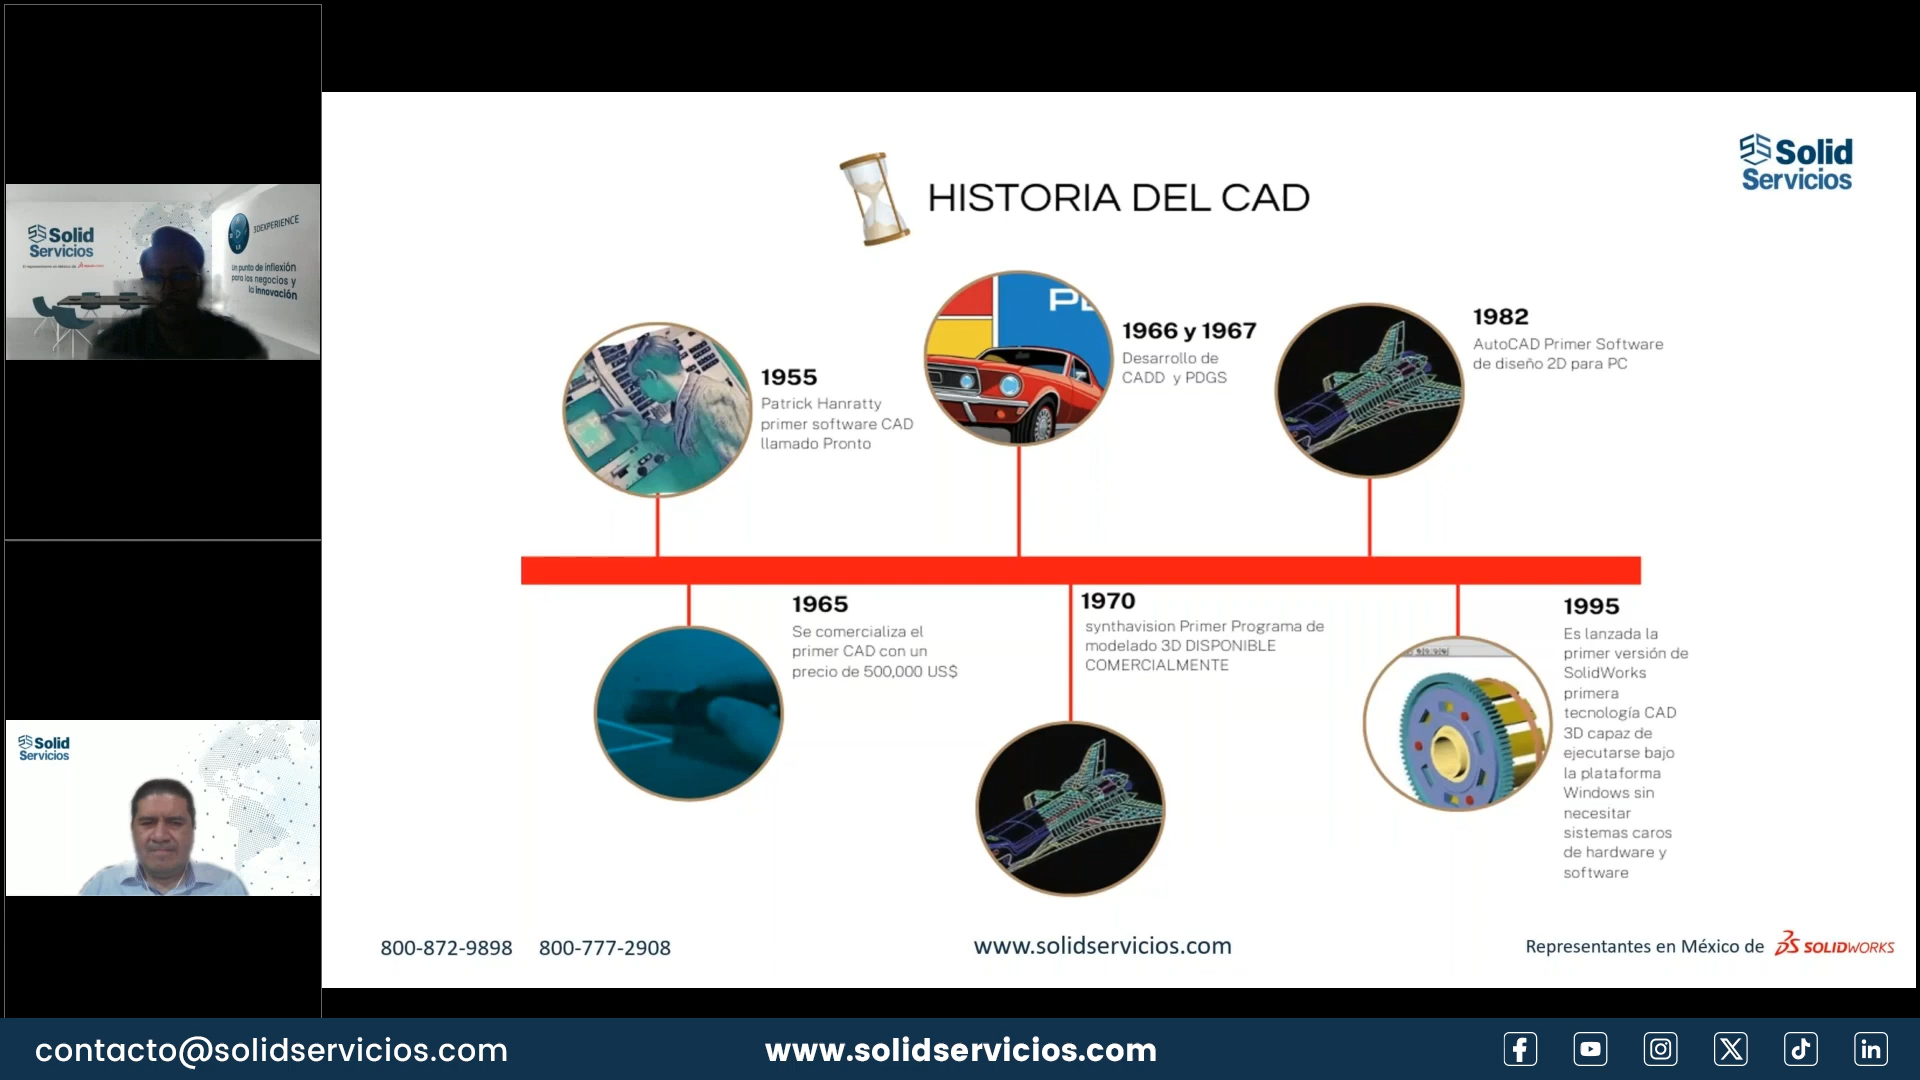 Solid
Servicios
3DEXPERIENCE
Un punto de inflexión
para los negocios y
la innovación
Solid
Servicios
HISTORIA DEL CAD
Solid
Servicios
1955
Patrick Hanratty
primer software CAD
llamado Pronto
1966 y 1967
Desarrollo de
CADD y PDGS
1982
AutoCAD Primer Software
de diseño 2D para PC
1965
Se comercializa el
primer CAD con un
precio de 500,000 US$
1970
synthavision Primer Programa de
modelado 3D DISPONIBLE
COMERCIALMENTE
1995
Es lanzada la
primer versión de
SolidWorks
primera
tecnología CAD
3D capaz de
ejecutarse bajo
la plataforma
Windows sin
necesitar
sistemas caros
de hardware y
software
800-872-9898 800-777-2908
www.solidservicios.com
Representantes en México de SOLIDWORKS
contacto@solidservicios.com
www.solidservicios.com